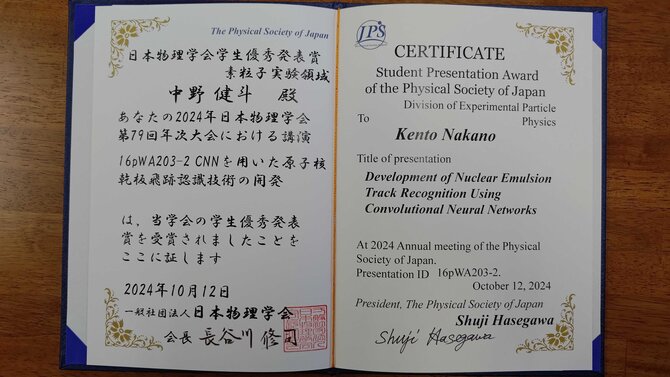 The Physical Society of Japan
日本物理学会学生優秀発表賞
素粒子実験領域
中野 健斗 殿
あなたの2024年日本物理学会
第79回年次大会における講演
16pWA203-2 CNNを用いた原子核
乾板飛跡認識技術の開発
は、当学会の学生優秀発表
賞を受賞されましたことを
ここに証します
2024年10月12日
一般社団法人日本物理学会
会長 長谷川 修司
JPS
CERTIFICATE
Student Presentation Award
of the Physical Society of Japan
Division of Experimental Particle
Physics
To
Kento Nakano
Title of presentation
Development of Nuclear Emulsion
Track Recognition Using
Convolutional Neural Networks
At 2024 Annual meeting of the Physical
Society of Japan.
Presentation ID 16pWA203-2.
October 12, 2024
President, The Physical Society of Japan
Shuji Hasegawa
Shuji Hasegawa